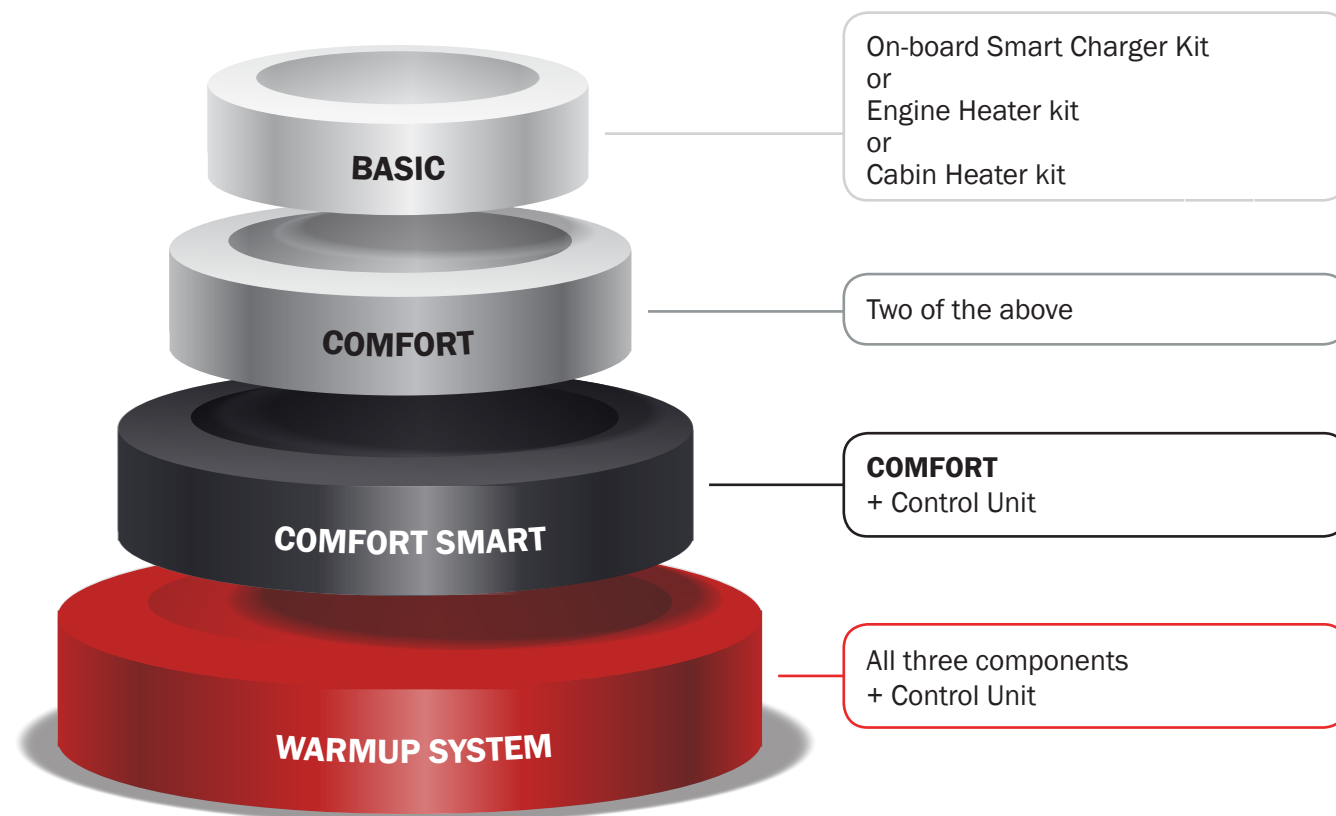 BASIC
On-board Smart Charger Kit
or
Engine Heater kit
or
Cabin Heater kit
COMFORT
Two of the above
COMFORT SMART
COMFORT
+ Control Unit
WARMUP SYSTEM
All three components
+ Control Unit